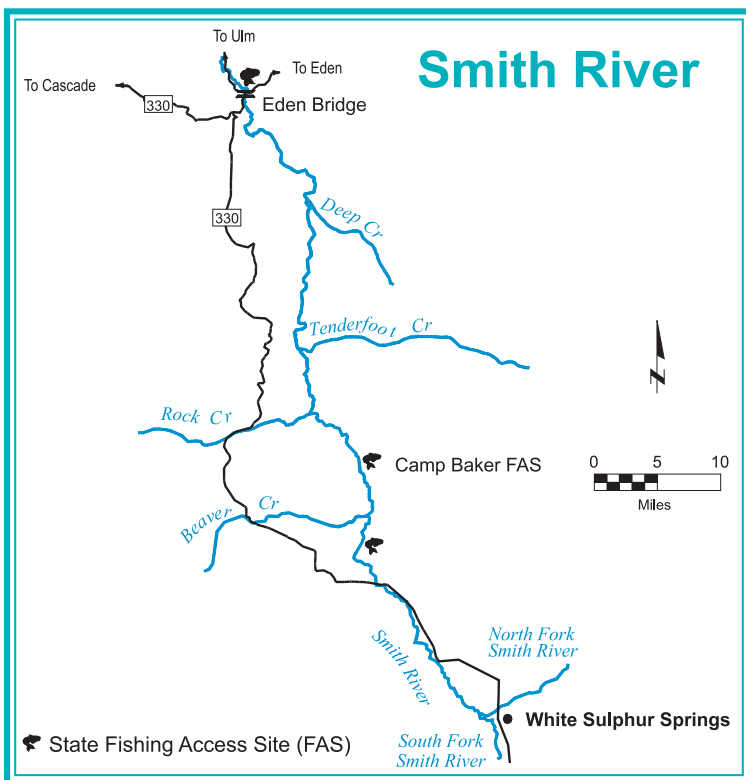 To Ulm
Smith River
To Cascade
To Eden
330
Eden Bridge
330
Deep Cr
Tenderfoot Cr
Rock Cr
Camp Baker FAS
0 5 10
Miles
Beaver Cr
N
Smith River
North Fork
Smith River
White Sulphur Springs
South Fork
Smith River
State Fishing Access Site (FAS)